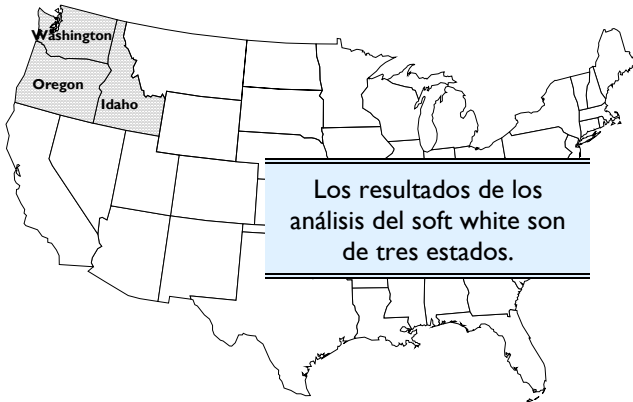 Washington
Oregon
Idaho
Los resultados de los
análisis del soft white son
de tres estados.